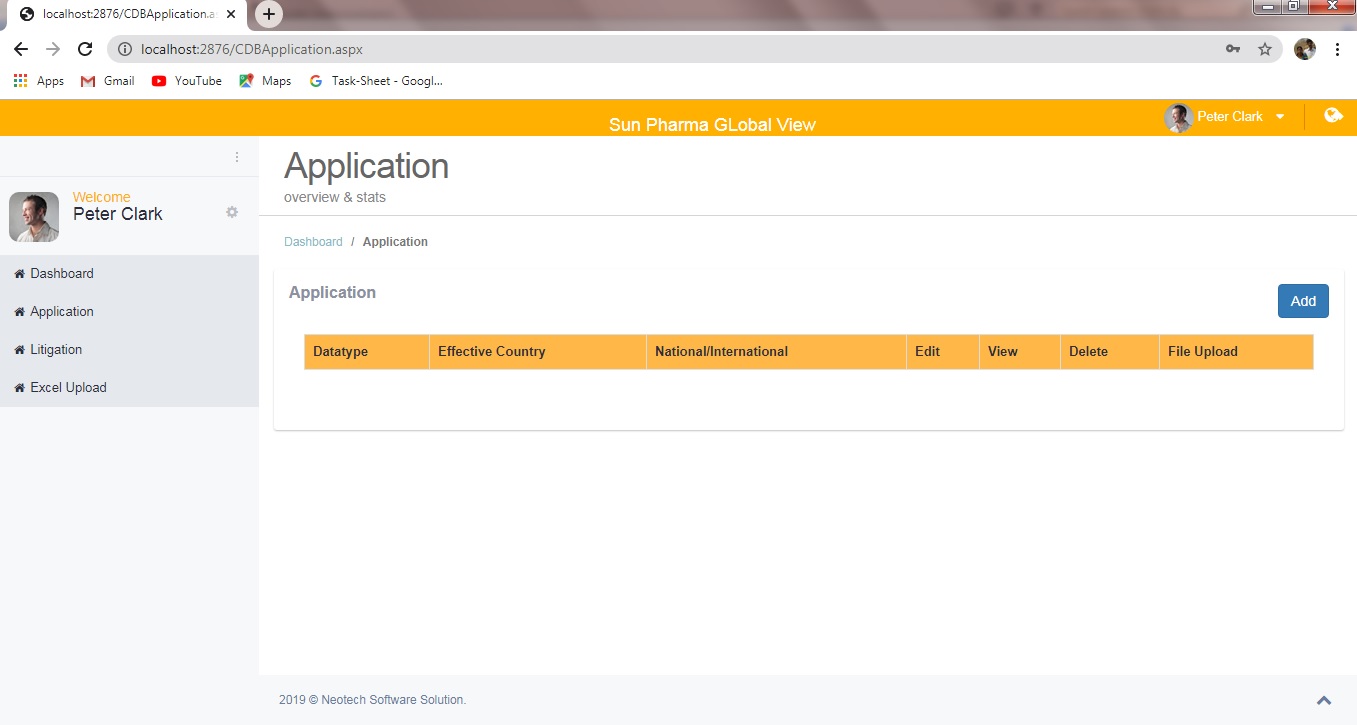 localhost:2876/CDBApplication.a
localhost:2876/CDBApplication.aspx
Apps Gmail YouTube Maps Task-Sheet - Googl...
Sun Pharma GLobal View
Peter Clark
Application
overview & stats
Welcome
Peter Clark
Dashboard / Application
Dashboard
Application
Litigation
Excel Upload
Application
Add
Datatype Effective Country National/International Edit View Delete File Upload
2019 © Neotech Software Solution.